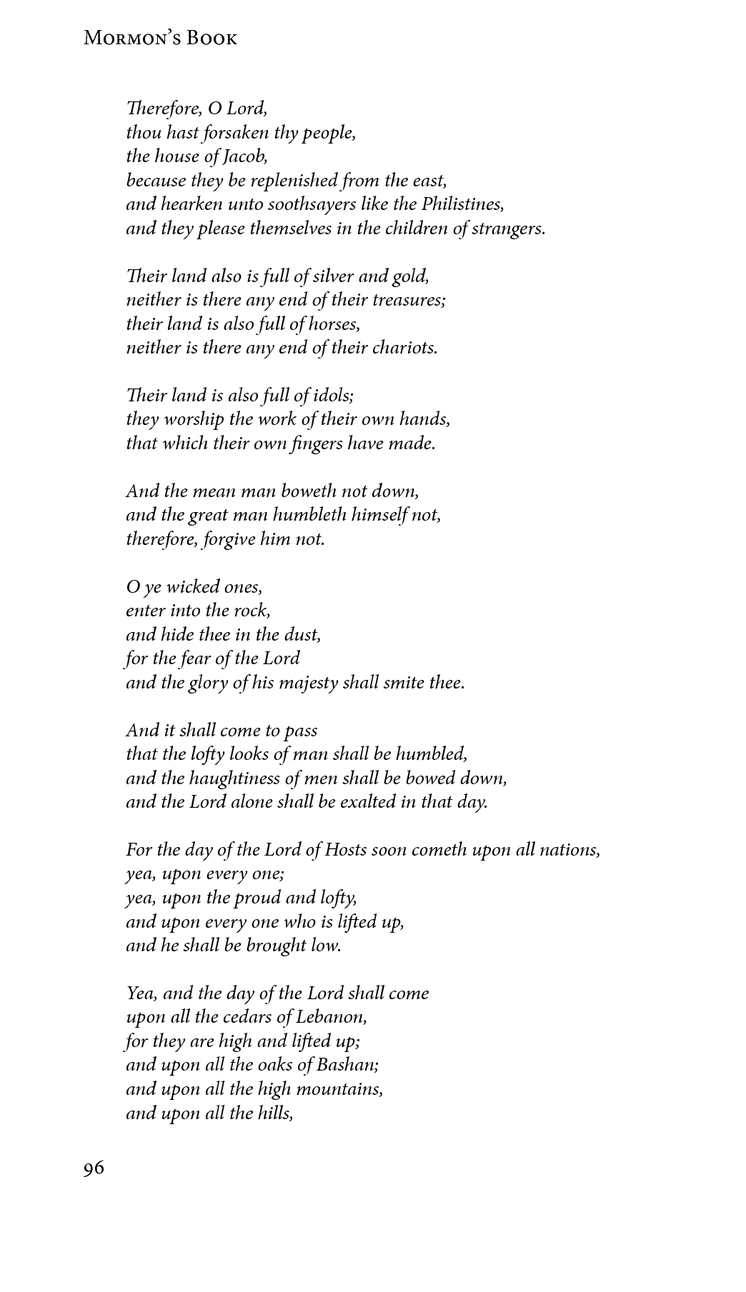 Mormon’s Book
Therefore, O Lord,
thou hast forsaken thy people,
the house of Jacob,
because they be replenished from the east,
and hearken unto soothsayers like the Philistines,
and they please themselves in the children of strangers.
Their land also is full of silver and gold,
neither is there any end of their treasures;
their land is also full of horses,
neither is there any end of their chariots.
Their land is also full of idols;
they worship the work of their own hands,
that which their own fingers have made.
And the mean man boweth not down,
and the great man humbleth himself not,
therefore, forgive him not.
O ye wicked ones,
enter into the rock,
and hide thee in the dust,
for the fear of the Lord
and the glory of his majesty shall smite thee.
And it shall come to pass
that the lofty looks of man shall be humbled,
and the haughtiness of men shall be bowed down,
and the Lord alone shall be exalted in that day.
For the day of the Lord of Hosts soon cometh upon all nations,
yea, upon every one;
yea, upon the proud and lofty,
and upon every one who is lifted up,
and he shall be brought low.
Yea, and the day of the Lord shall come
upon all the cedars of Lebanon,
for they are high and lifted up;
and upon all the oaks of Bashan;
and upon all the high mountains,
and upon all the hills,
96